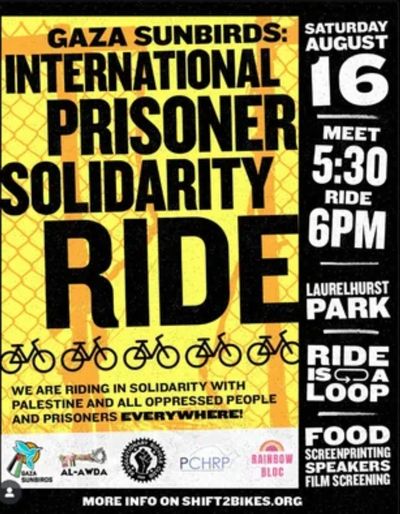 GAZA SUNBIRDS:
INTERNATIONAL
PRISONER
SOLIDARITY
RIDE
WE ARE RIDING IN SOLIDARITY WITH
PALESTINE AND ALL OPPRESSED PEOPLE
AND PRISONERS EVERYWHERE!
GAZA
SUNBIRDS
AL-AWDA
PCHRP
RAINBOW
BLOC
SATURDAY
AUGUST
16
MEET
5:30
RIDE
6PM
LAURELHURST
PARK
RIDE
IS A
LOOP
FOOD
SCREENPRINTING
SPEAKERS
FILM SCREENING
MORE INFO ON SHIFT2BIKES.ORG